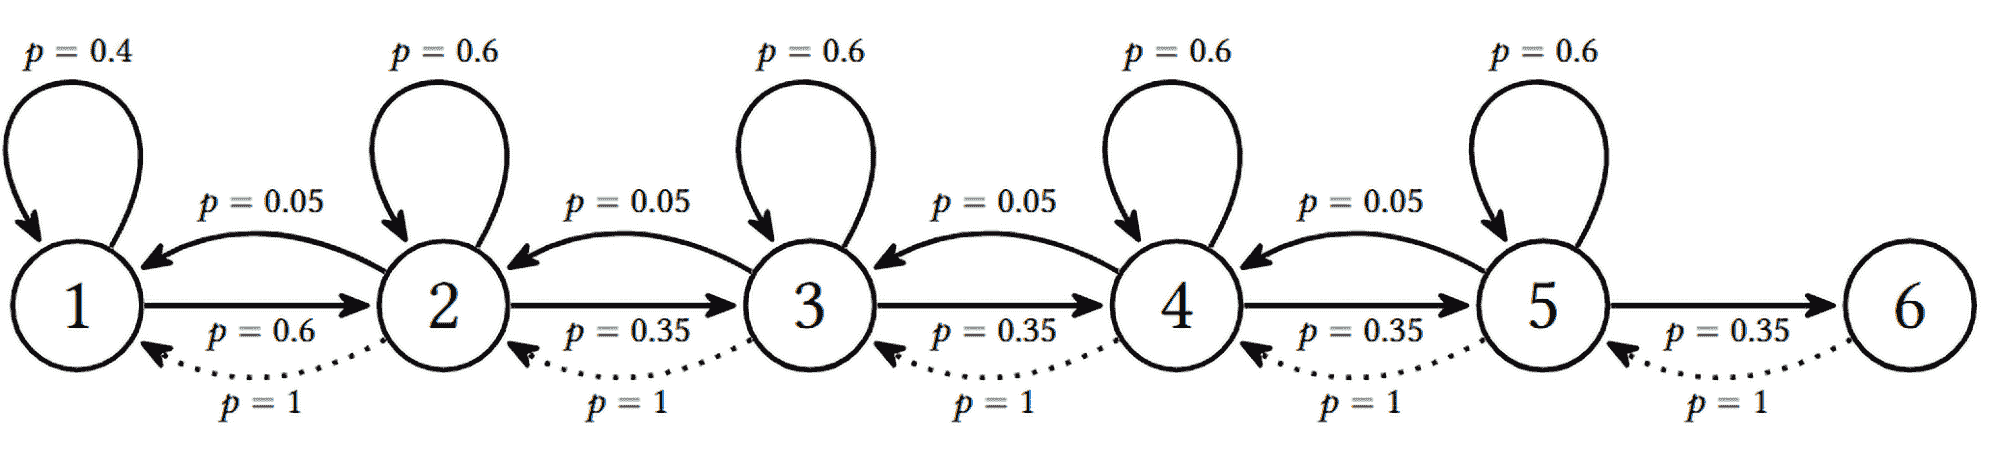 p = 0.4 p = 0.6 p = 0.6 p = 0.6 p = 0.6
p = 0.05 p = 0.05 p = 0.05 p = 0.05
1 2 3 4 5 6
p = 0.6 p = 0.35 p = 0.35 p = 0.35 p = 0.35
p = 1 p = 1 p = 1 p = 1 p = 1